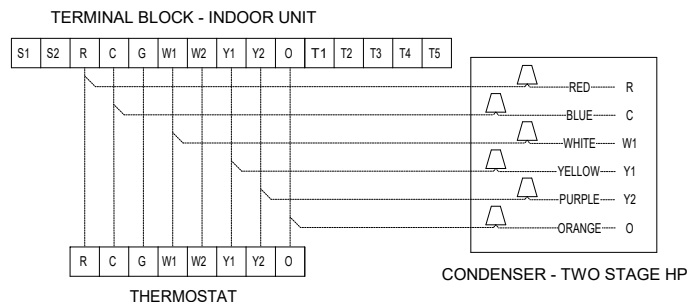 TERMINAL BLOCK - INDOOR UNIT
S1 S2 R C G W1 W2 Y1 Y2 O T1 T2 T3 T4 T5
RED R
BLUE C
WHITE W1
YELLOW Y1
PURPLE Y2
ORANGE O
R C G W1 W2 Y1 Y2 O
THERMOSTAT
CONDENSER - TWO STAGE HP